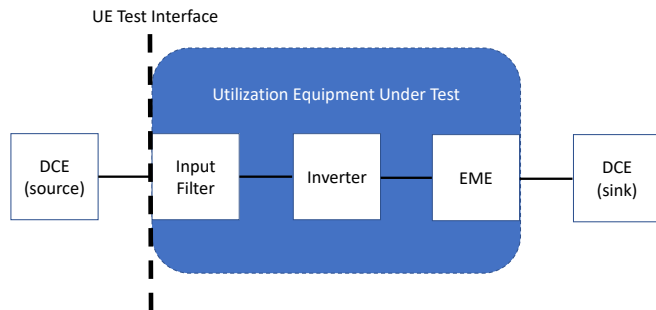 UE Test Interface
Utilization Equipment Under Test
DCE
(source)
Input
Filter
Inverter
EME
DCE
(sink)